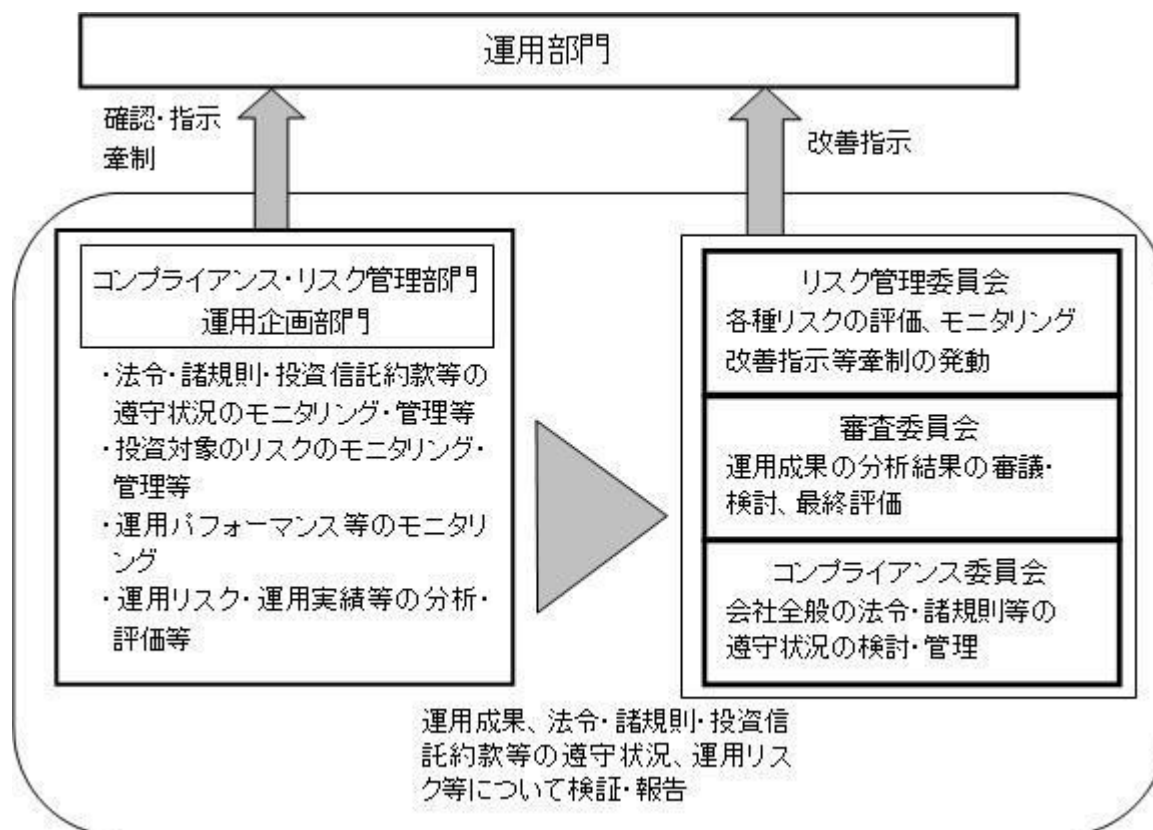 運用部門
確認・指示
牽制
改善指示
コンプライアンス・リスク管理部門
運用企画部門
・法令・諸規則・投資信託約款等の
遵守状況のモニタリング・管理等
・投資対象のリスクのモニタリング・
管理等
・運用パフォーマンス等のモニタリ
ング
・運用リスク・運用実績等の分析・
評価等
リスク管理委員会
各種リスクの評価、モニタリング
改善指示等牽制の発動
審査委員会
運用成果の分析結果の審議・
検討、最終評価
コンプライアンス委員会
会社全般の法令・諸規則等の
遵守状況の検討・管理
運用成果、法令・諸規則・投資信
託約款等の遵守状況、運用リス
ク等について検証・報告